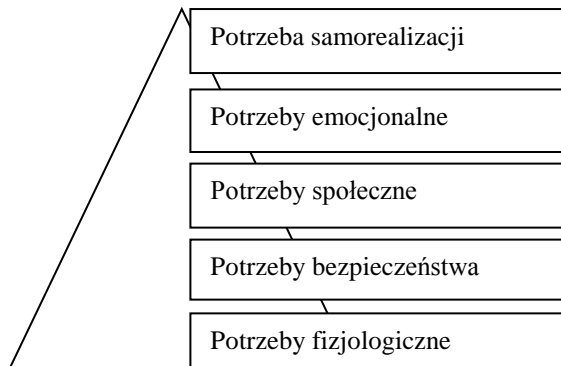 Potrzeba samorealizacji
Potrzeby emocjonalne
Potrzeby społeczne
Potrzeby bezpieczeństwa
Potrzeby fizjologiczne